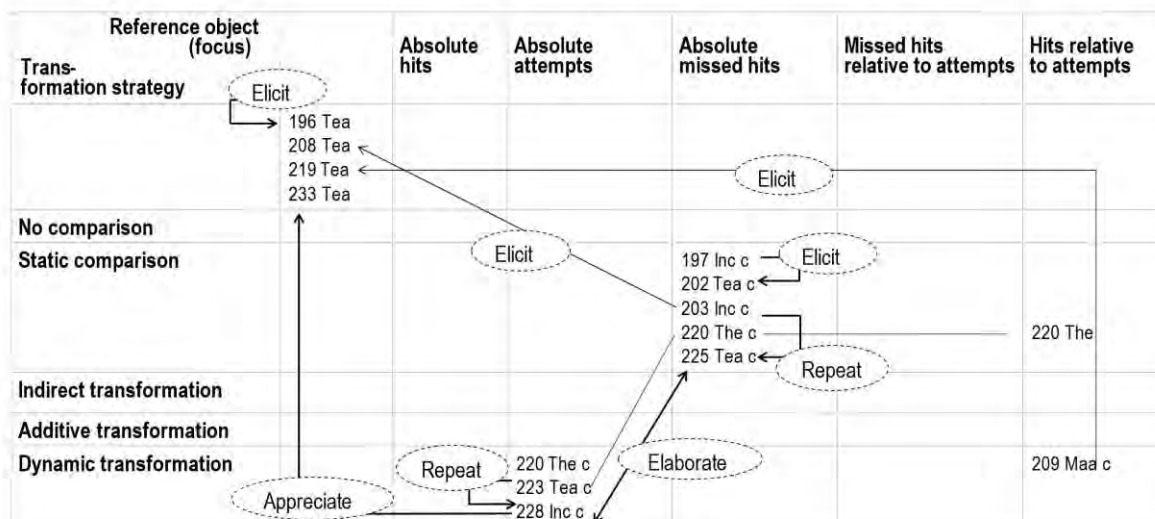 Reference object
(focus)
Trans-
formation strategy
Absolute
hits
Absolute
attempts
Absolute
missed hits
Missed hits
relative to attempts
Hits relative
to attempts
Elicit
196 Tea
208 Tea
219 Tea
233 Tea
Elicit
No comparison
Static comparison
Elicit
197 Inc c
Elicit
202 Tea c
203 Inc c
220 The c
220 The
225 Tea c
Repeat
Indirect transformation
Additive transformation
Dynamic transformation
Repeat
220 The c
Elaborate
209 Maa c
223 Tea c
Appreciate
228 Inc c